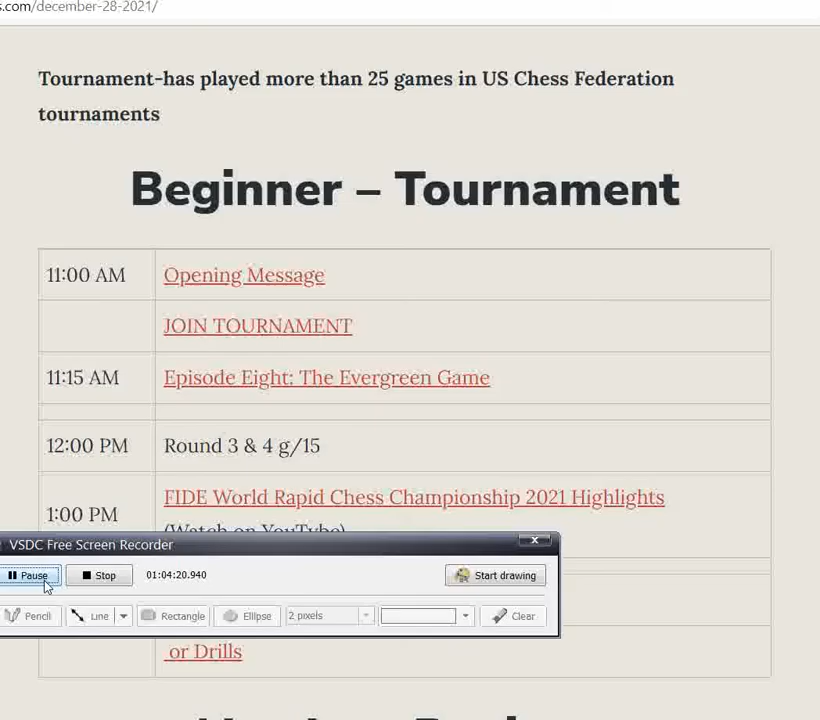 s.com/december-28-2021/
Tournament-has played more than 25 games in US Chess Federation
tournaments
Beginner – Tournament
11:00 AM Opening Message
JOIN TOURNAMENT
11:15 AM Episode Eight: The Evergreen Game
12:00 PM Round 3 & 4 g/15
FIDE World Rapid Chess Championship 2021 Highlights
1:00 PM
(Watch on YouTube)
VSDC Free Screen Recorder x
Pause Stop 01:04:20.940 Start drawing
Pencil Line Rectangle Ellipse 2 pixels Clear
or Drills